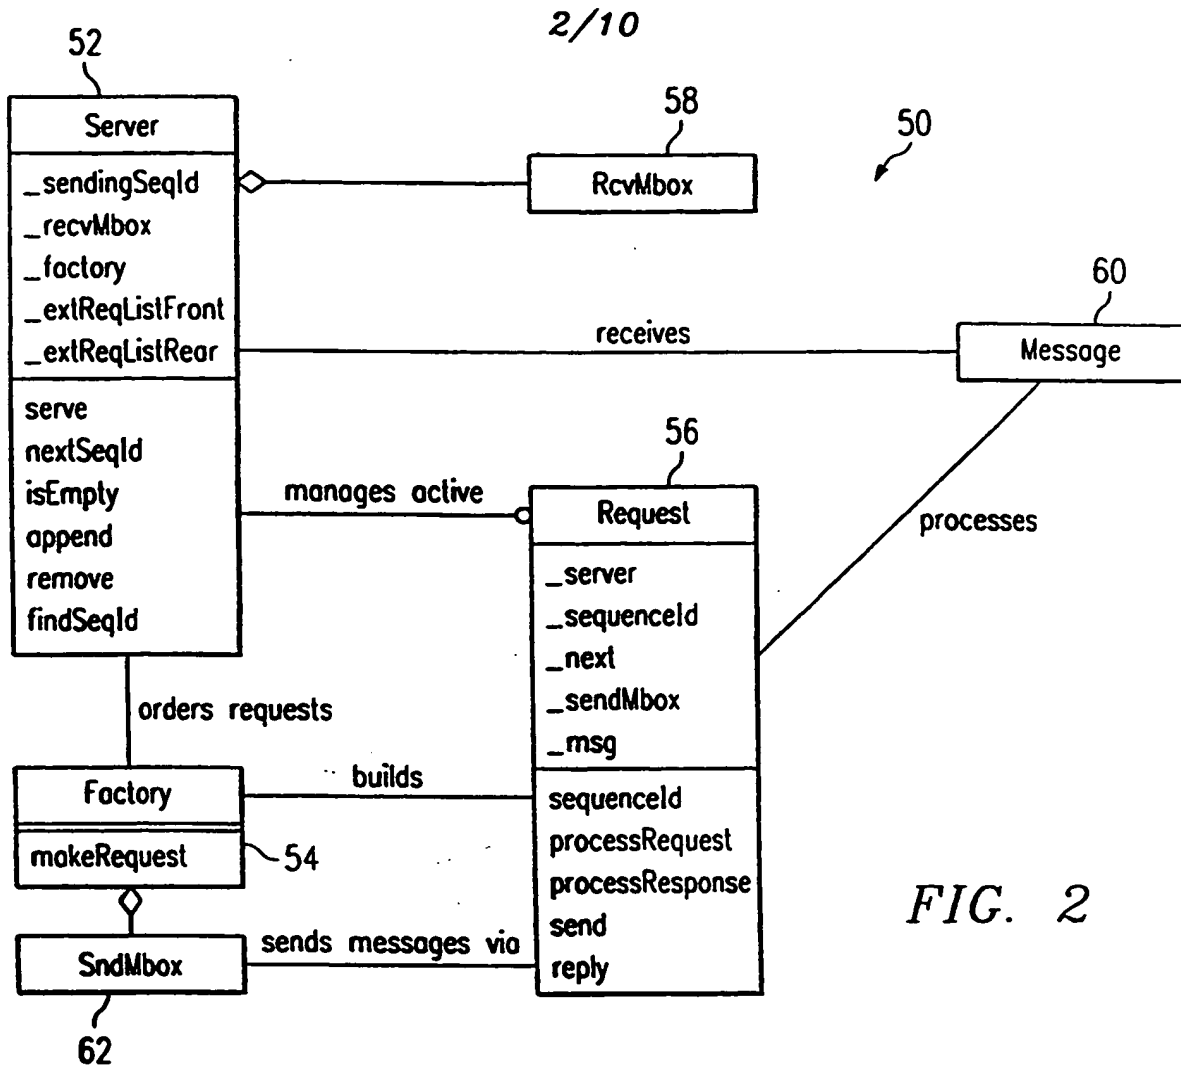 2/10
52
Server
_sendingSeqId
_recvMbox
_factory
_extReqListFront
_extReqListRear
serve
nextSeqId
isEmpty
append
remove
findSeqId
58
RcvMbox
50
60
Message
receives
manages active
56
Request
_server
_sequenceId
_next
_sendMbox
_msg
sequenceId
processRequest
processResponse
send
reply
processes
orders requests
Factory
makeRequest
54
builds
SndMbox
62
sends messages via
FIG. 2